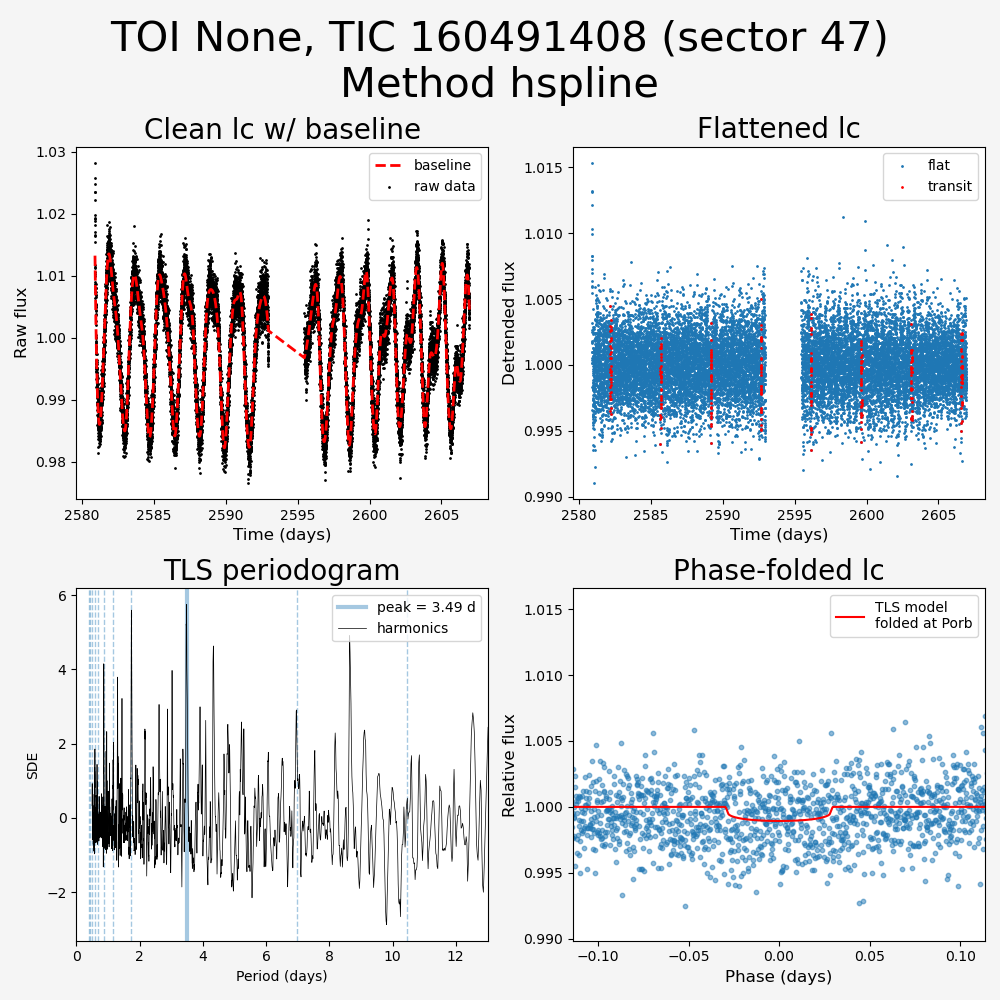 TOI None, TIC 160491408 (sector 47)
Method hspline
Clean lc w/ baseline
Flattened lc
baseline
raw data
flat
transit
1.03
1.02
1.01
1.00
0.99
0.98
Raw flux
2580
2585
2590
2595
2600
2605
Time (days)
1.015
1.010
1.005
1.000
0.995
0.990
Detrended flux
2580
2585
2590
2595
2600
2605
Time (days)
TLS periodogram
Phase-folded lc
peak = 3.49 d
harmonics
TLS model
folded at Porb
6
4
2
0
−2
SDE
0
2
4
6
8
10
12
Period (days)
1.015
1.010
1.005
1.000
0.995
0.990
Relative flux
−0.10
−0.05
0.00
0.05
0.10
Phase (days)